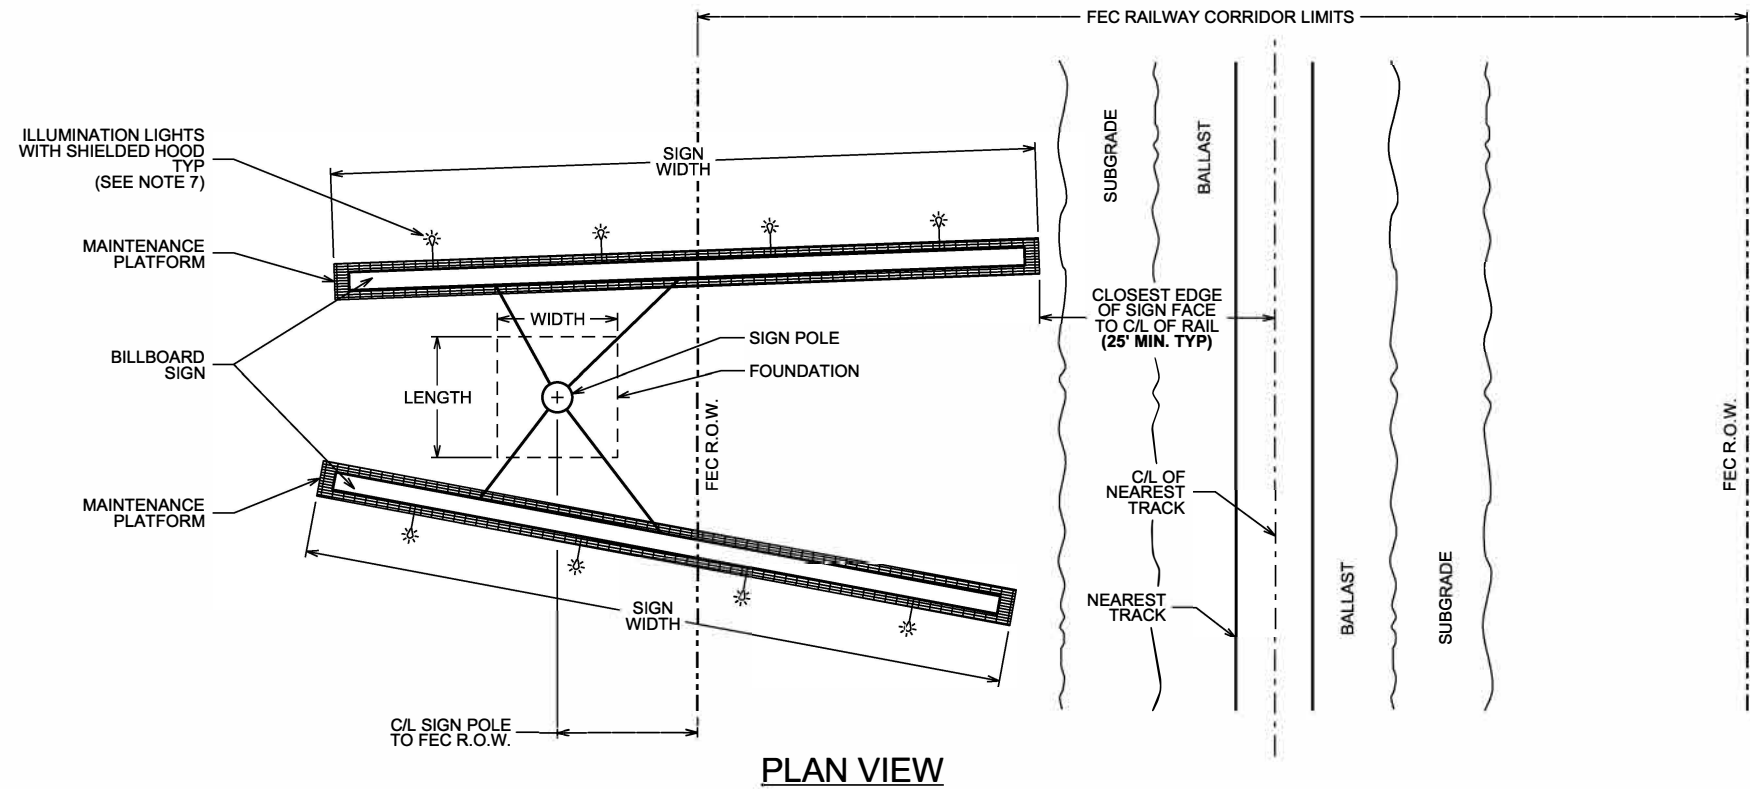 FEC RAILWAY CORRIDOR LIMITS
ILLUMINATION LIGHTS
WITH SHIELDED HOOD
TYP
(SEE NOTE 7)
SIGN
WIDTH
SUBGRADE
BALLAST
MAINTENANCE
PLATFORM
CLOSEST EDGE
OF SIGN FACE
TO C/L OF RAIL
(25' MIN. TYP)
WIDTH
SIGN POLE
BILLBOARD
SIGN
FOUNDATION
LENGTH
FEC R.O.W.
FEC R.O.W.
C/L OF
NEAREST
TRACK
MAINTENANCE
PLATFORM
NEAREST
TRACK
BALLAST
SUBGRADE
SIGN
WIDTH
C/L SIGN POLE
TO FEC R.O.W.
PLAN VIEW